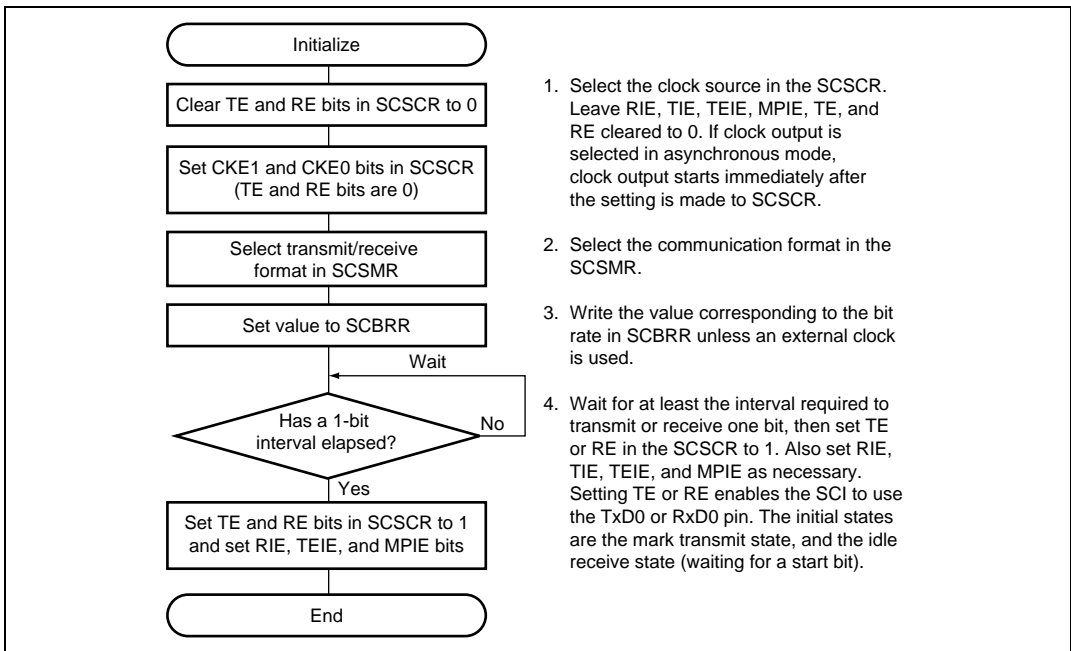 Initialize
Clear TE and RE bits in SCSCR to 0
Set CKE1 and CKE0 bits in SCSCR
(TE and RE bits are 0)
Select transmit/receive
format in SCSMR
Set value to SCBRR
Wait
Has a 1-bit
interval elapsed?
No
Yes
Set TE and RE bits in SCSCR to 1
and set RIE, TEIE, and MPIE bits
End
1. Select the clock source in the SCSCR.
Leave RIE, TIE, TEIE, MPIE, TE, and
RE cleared to 0. If clock output is
selected in asynchronous mode,
clock output starts immediately after
the setting is made to SCSCR.
2. Select the communication format in the
SCSMR.
3. Write the value corresponding to the bit
rate in SCBRR unless an external clock
is used.
4. Wait for at least the interval required to
transmit or receive one bit, then set TE
or RE in the SCSCR to 1. Also set RIE,
TIE, TEIE, and MPIE as necessary.
Setting TE or RE enables the SCI to use
the TxD0 or RxD0 pin. The initial states
are the mark transmit state, and the idle
receive state (waiting for a start bit).